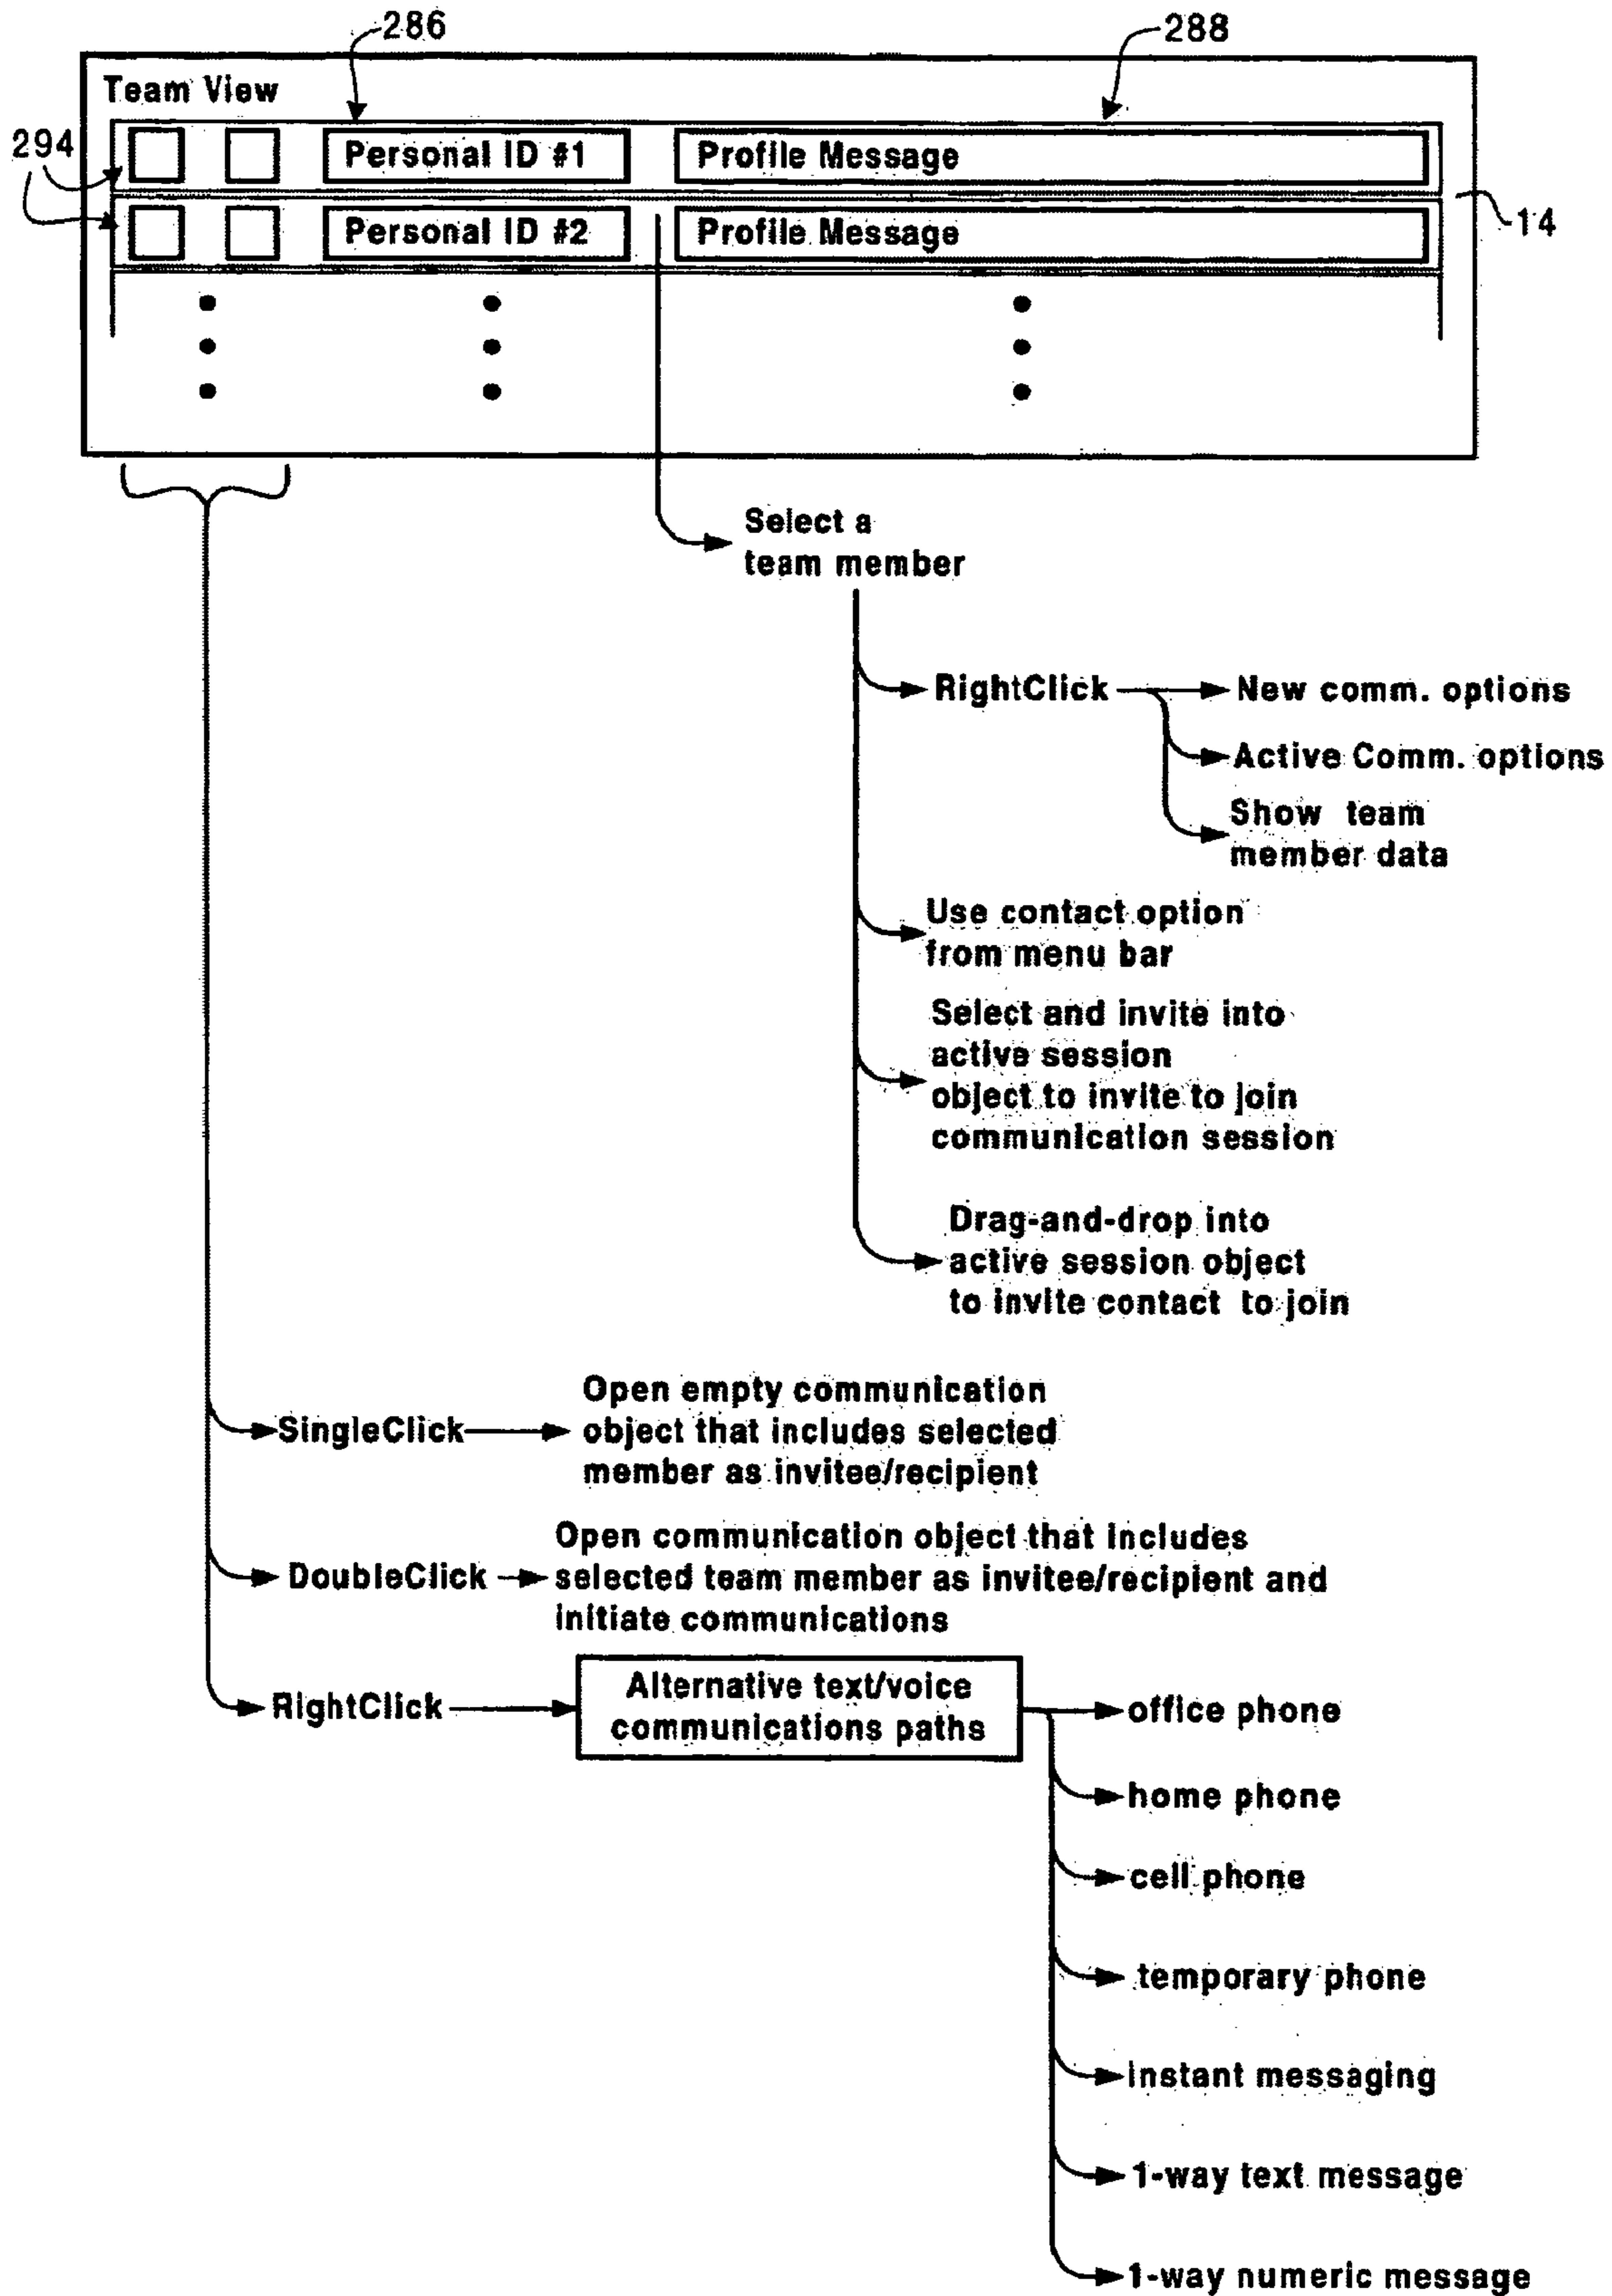 286
288
Team View
294
Personal ID #1
Profile Message
14
Personal ID #2
Profile Message
Select a
team member
RightClick
New comm. options
Active Comm. options
Show team
member data
Use contact option
from menu bar
Select and invite into
active session
object to invite to join
communication session
Drag-and-drop into
active session object
to invite contact to join
SingleClick
Open empty communication
object that includes selected
member as invitee/recipient
DoubleClick
Open communication object that includes
selected team member as invitee/recipient and
initiate communications
RightClick
Alternative text/voice
communications paths
office phone
home phone
cell phone
temporary phone
instant messaging
1-way text message
1-way numeric message